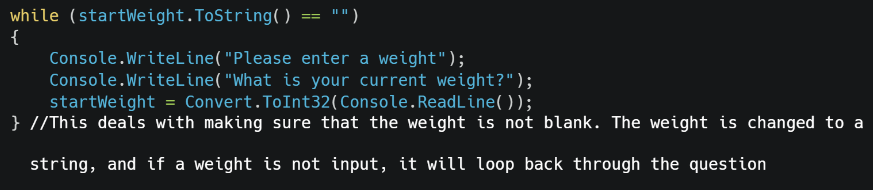 while (startWeight.ToString() == "")
{
    Console.WriteLine("Please enter a weight");
    Console.WriteLine("What is your current weight?");
    startWeight = Convert.ToInt32(Console.ReadLine());
} //This deals with making sure that the weight is not blank. The weight is changed to a
  string, and if a weight is not input, it will loop back through the question